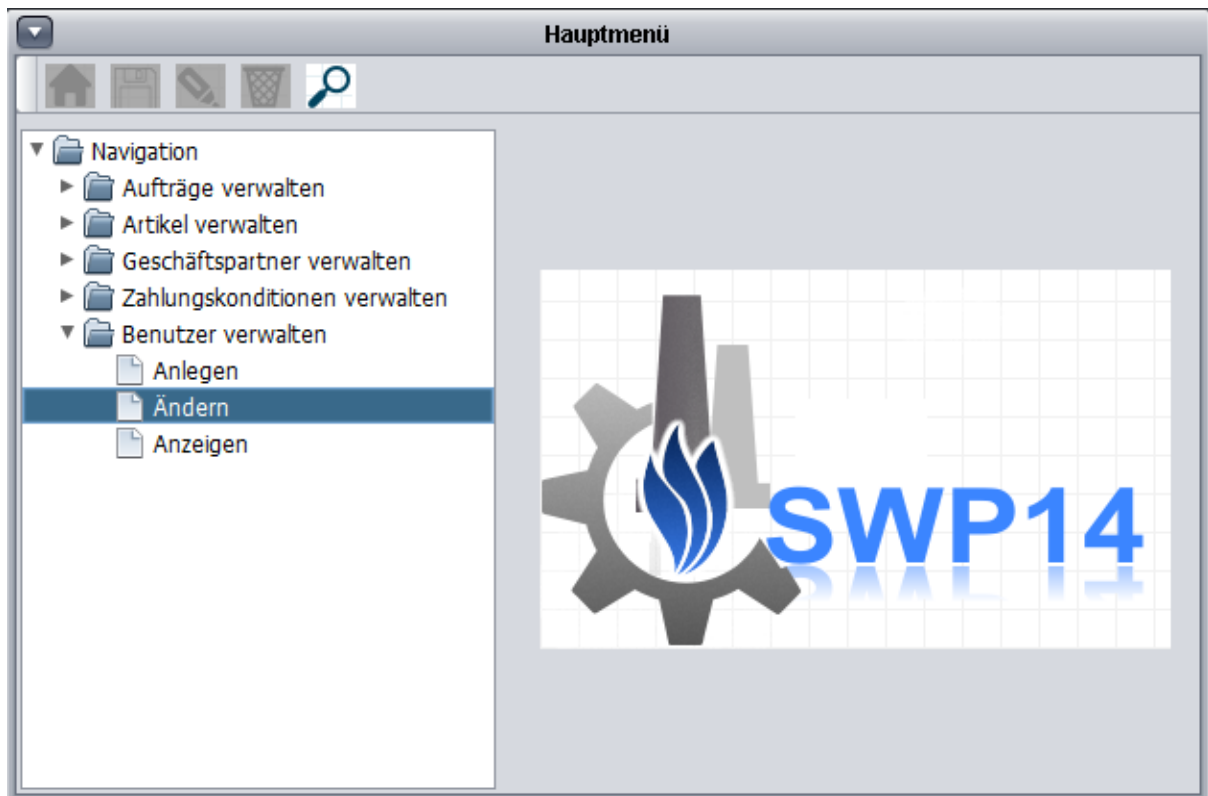 Hauptmenü
Navigation
Aufträge verwalten
Artikel verwalten
Geschäftspartner verwalten
Zahlungskonditionen verwalten
Benutzer verwalten
Anlegen
Ändern
Anzeigen
SWP14